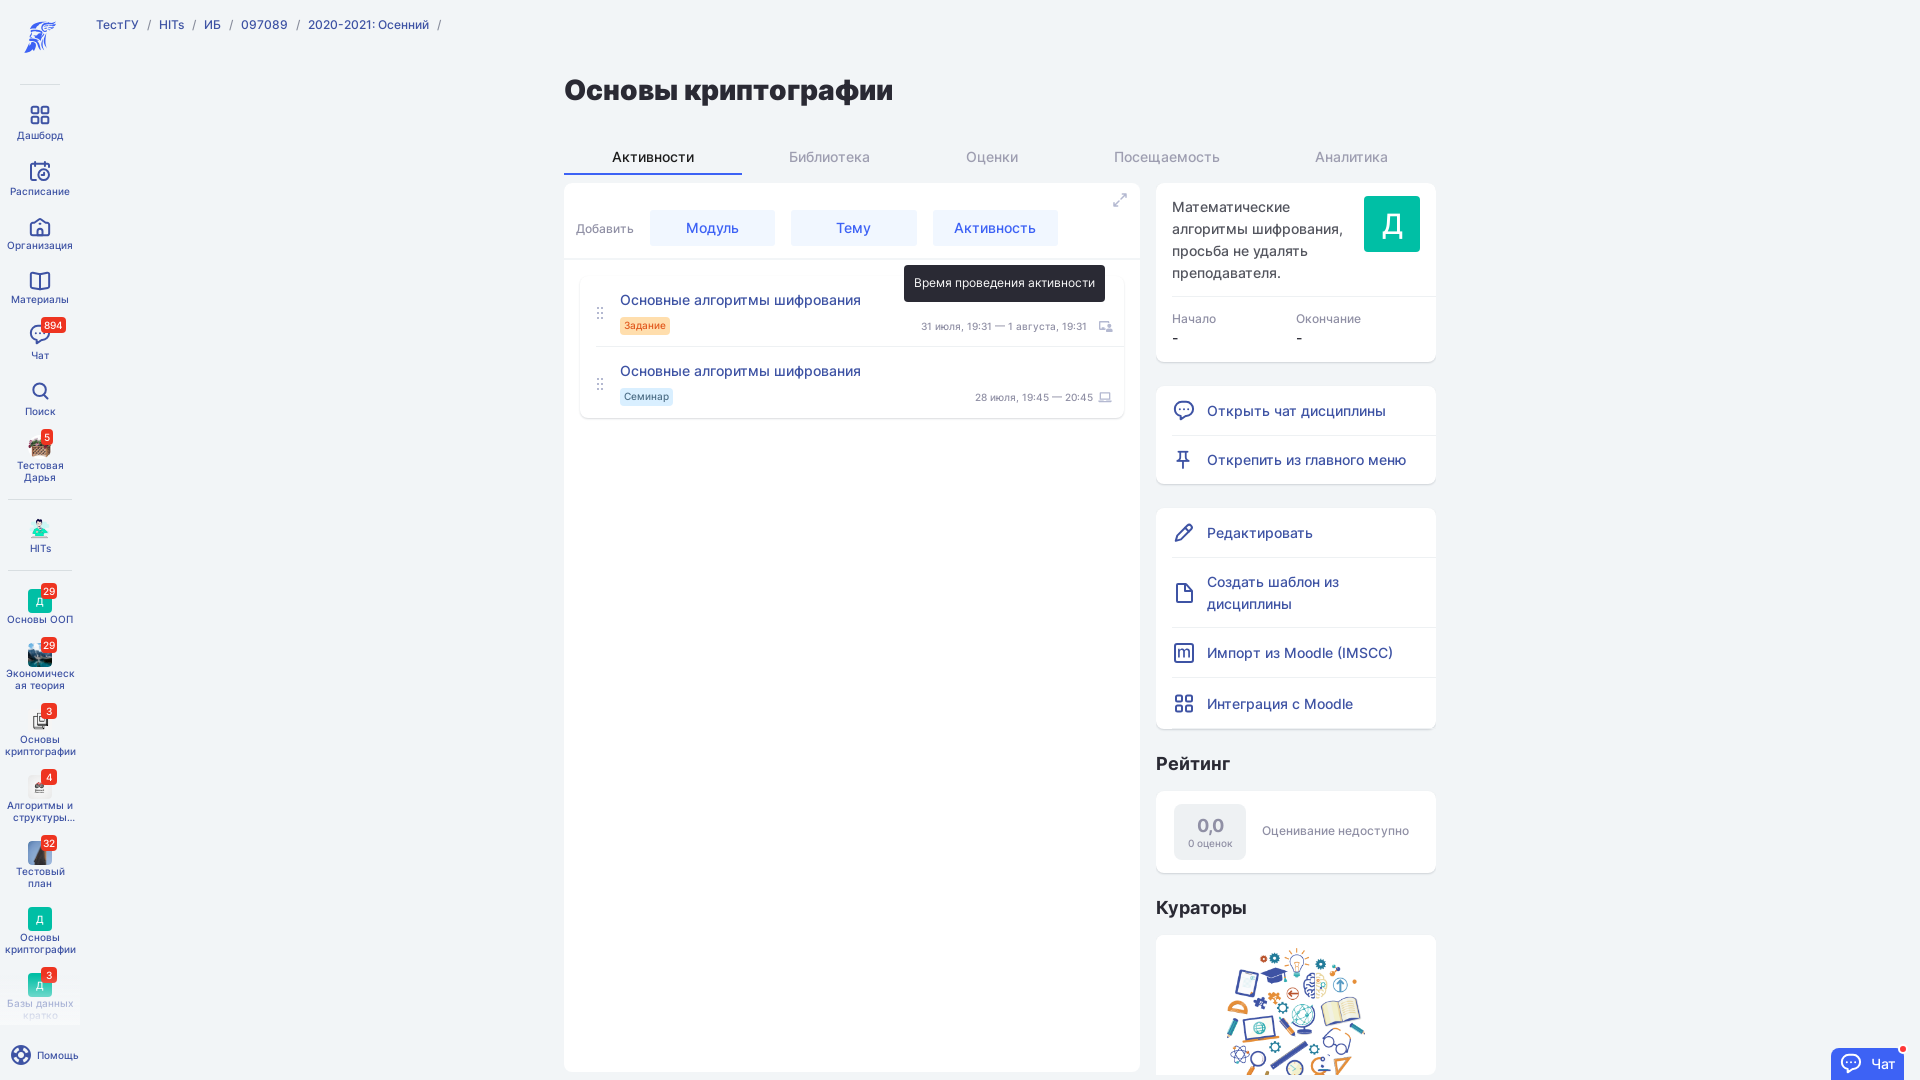 ТестГУ / HITs / ИБ / 097089 / 2020-2021: Осенний /
Дашборд
Расписание
Организация
Материалы
894
Чат
Поиск
5
Тестовая
Дарья
HITs
29
Д
Основы ООП
29
Экономическ
ая теория
3
Основы
криптографии
4
Алгоритмы и
структуры...
32
Тестовый
план
Д
Основы
криптографии
3
Д
Базы данных
кратко
Помощь
Основы криптографии
Активности
Библиотека
Оценки
Посещаемость
Аналитика
Добавить
Модуль
Тему
Активность
Время проведения активности
Основные алгоритмы шифрования
Задание
31 июля, 19:31 — 1 августа, 19:31
Основные алгоритмы шифрования
Семинар
28 июля, 19:45 — 20:45
Математические
алгоритмы шифрования,
просьба не удалять
преподавателя.
Д
Начало
-
Окончание
-
Открыть чат дисциплины
Открепить из главного меню
Редактировать
Создать шаблон из
дисциплины
Импорт из Moodle (IMSCC)
Интеграция с Moodle
Рейтинг
0,0
0 оценок
Оценивание недоступно
Кураторы
Чат